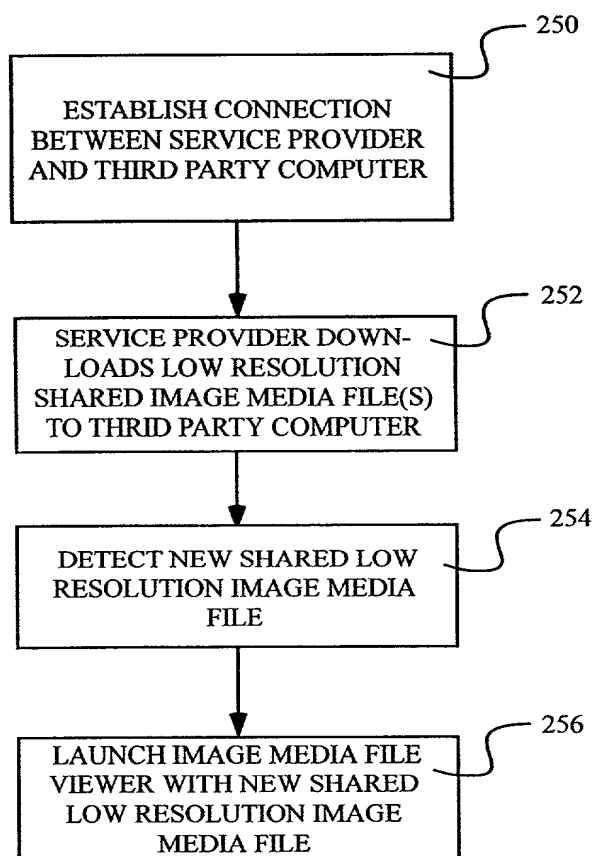 250
ESTABLISH CONNECTION
BETWEEN SERVICE PROVIDER
AND THIRD PARTY COMPUTER
252
SERVICE PROVIDER DOWN-
LOADS LOW RESOLUTION
SHARED IMAGE MEDIA FILE(S)
TO THRID PARTY COMPUTER
254
DETECT NEW SHARED LOW
RESOLUTION IMAGE MEDIA
FILE
256
LAUNCH IMAGE MEDIA FILE
VIEWER WITH NEW SHARED
LOW RESOLUTION IMAGE
MEDIA FILE